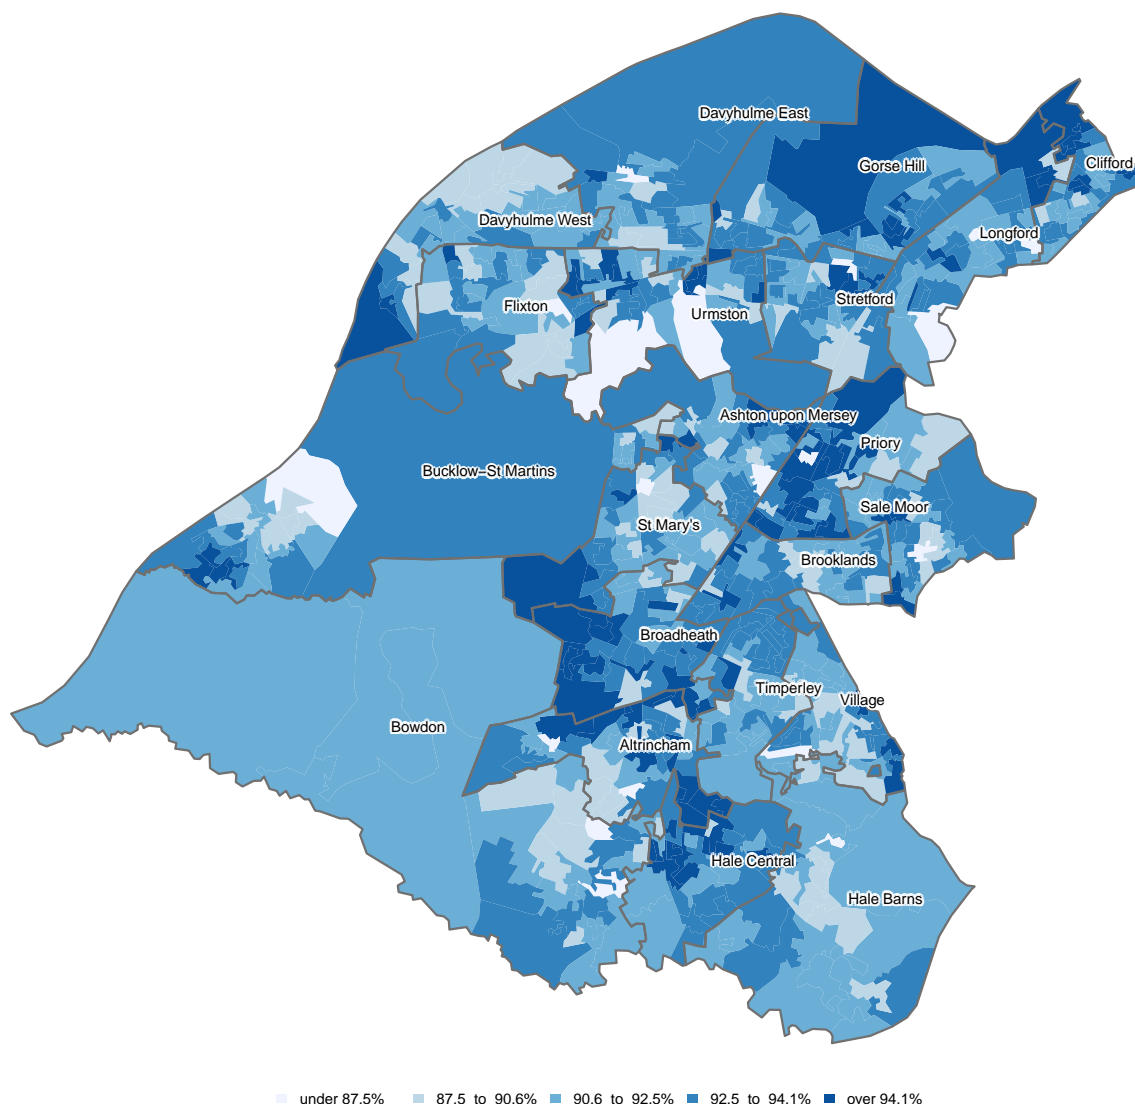 Davyhulme East
Gorse Hill
Clifford
Davyhulme West
Longford
Flixton
Urmston
Stretford
Ashton upon Mersey
Priory
Bucklow−St Martins
Sale Moor
St Mary's
Brooklands
Broadheath
Timperley
Village
Bowdon
Altrincham
Hale Central
Hale Barns
under 87.5% 87.5 to 90.6% 90.6 to 92.5% 92.5 to 94.1% over 94.1%